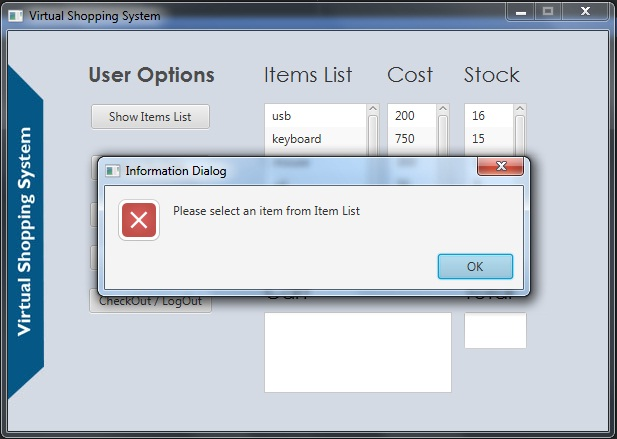 Virtual Shopping System
User Options
Items List
Cost
Stock
Show Items List
usb
200
16
keyboard
750
15
Information Dialog
Please select an item from Item List
OK
CheckOut / LogOut
Virtual Shopping System